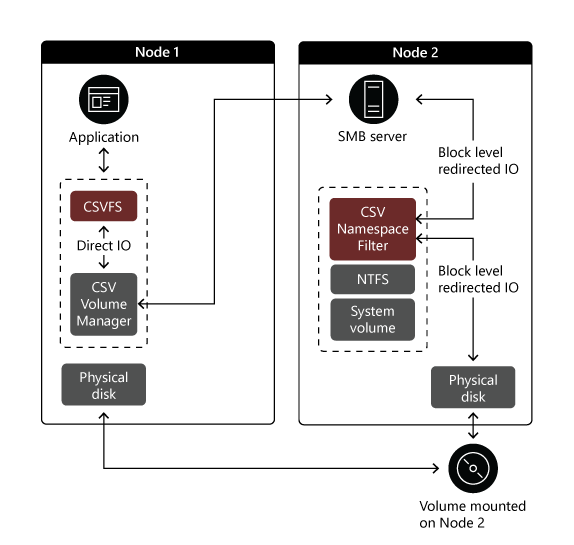 Node 1
Application
CSVFS
Direct IO
CSV
Volume
Manager
Physical
disk
Node 2
SMB server
Block level
redirected IO
CSV
Namespace
Filter
NTFS
System
volume
Block level
redirected IO
Physical
disk
Volume mounted
on Node 2